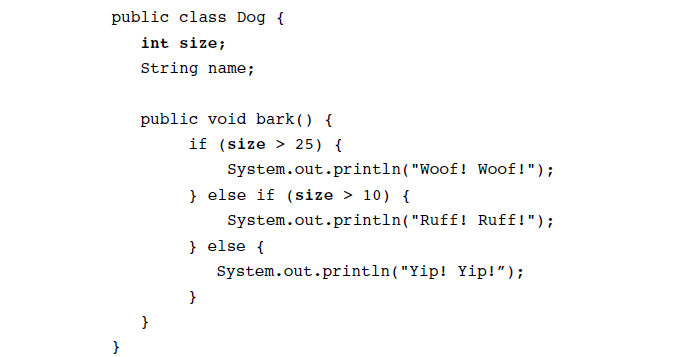 public class Dog {
int size;
String name;
public void bark() {
if (size > 25) {
System.out.println("Woof! Woof!");
} else if (size > 10) {
System.out.println("Ruff! Ruff!");
} else {
System.out.println("Yip! Yip!”);
}
}
}